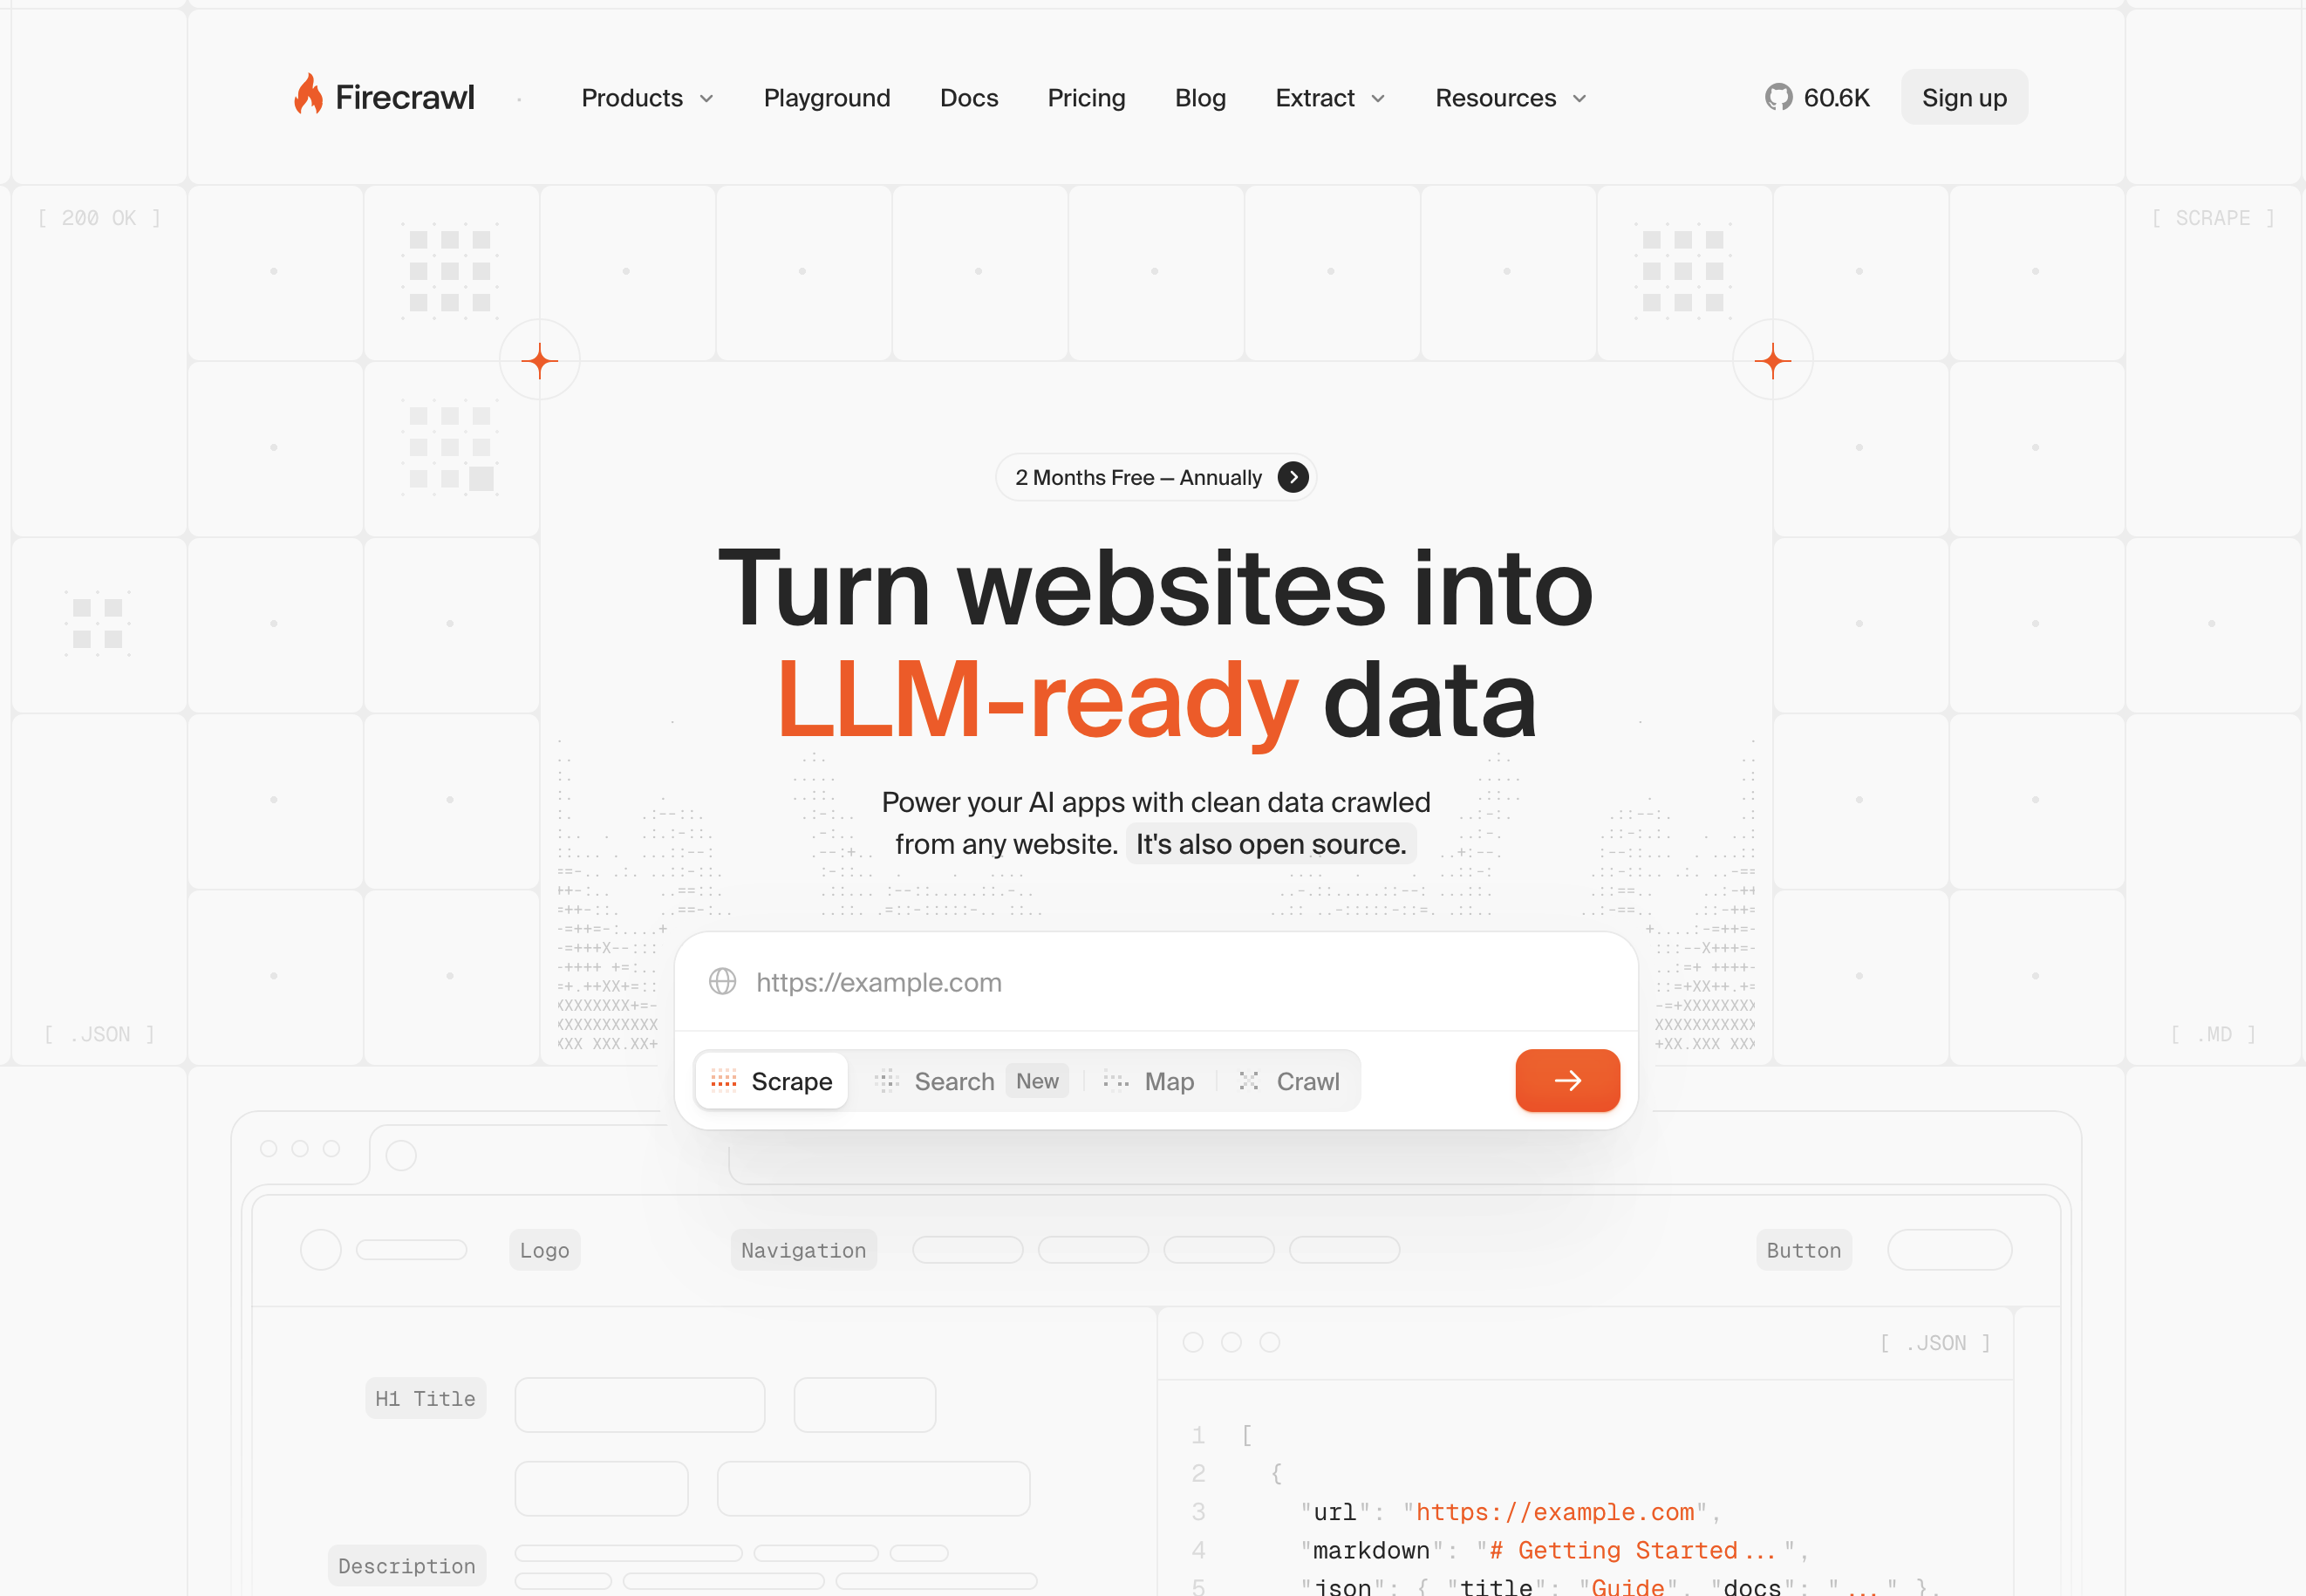 Firecrawl
Products
Playground
Docs
Pricing
Blog
Extract
Resources
60.6K
Sign up
[ 200 OK ]
[ SCRAPE ]
2 Months Free — Annually
Turn websites into
LLM-ready data
Power your AI apps with clean data crawled
from any website. It's also open source.
https://example.com
[ .JSON ]
[ .MD ]
Scrape
Search New
Map
Crawl
Logo
Navigation
Button
[ .JSON ]
H1 Title
Description
1 [
2 {
3 "url": "https://example.com",
4 "markdown": "# Getting Started...",
5 "json": { "title": "Guide", "docs": "..." },